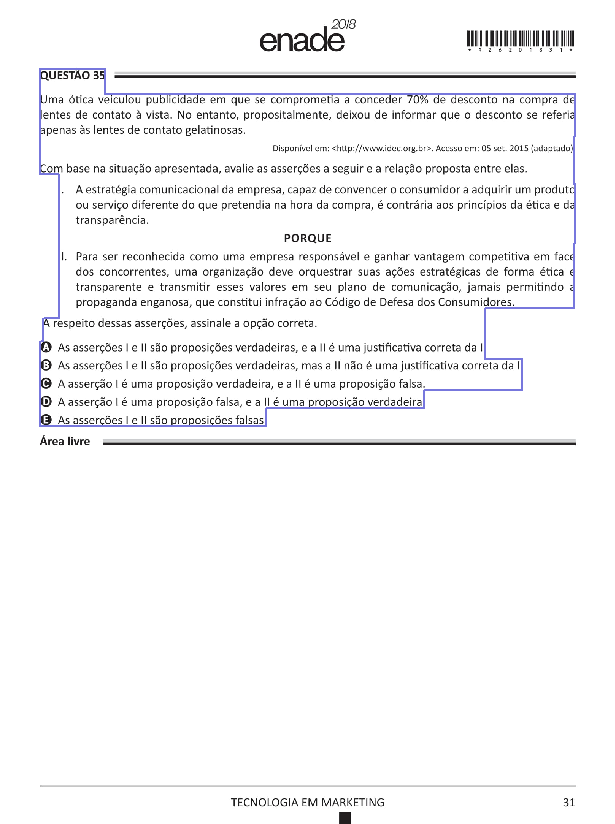 enade 2018
*R2620183 1*
QUESTÃO 35
Uma ótica veiculou publicidade em que se comprometia a conceder 70% de desconto na compra de
lentes de contato à vista. No entanto, propositalmente, deixou de informar que o desconto se referia
apenas às lentes de contato gelatinosas.
Disponível em: <http://www.idec.org.br>. Acesso em: 05 set. 2015 (adaptado)
Com base na situação apresentada, avalie as asserções a seguir e a relação proposta entre elas.
. A estratégia comunicacional da empresa, capaz de convencer o consumidor a adquirir um produto
ou serviço diferente do que pretendia na hora da compra, é contrária aos princípios da ética e da
transparência.
PORQUE
I. Para ser reconhecida como uma empresa responsável e ganhar vantagem competitiva em face
dos concorrentes, uma organização deve orquestrar suas ações estratégicas de forma ética e
transparente e transmitir esses valores em seu plano de comunicação, jamais permitindo a
propaganda enganosa, que constitui infração ao Código de Defesa dos Consumidores.
A respeito dessas asserções, assinale a opção correta.
A As asserções I e II são proposições verdadeiras, e a II é uma justificativa correta da I
B As asserções I e II são proposições verdadeiras, mas a II não é uma justificativa correta da I
C A asserção I é uma proposição verdadeira, e a II é uma proposição falsa.
D A asserção I é uma proposição falsa, e a II é uma proposição verdadeira
E As asserções I e II são proposições falsas
Área livre
TECNOLOGIA EM MARKETING 31